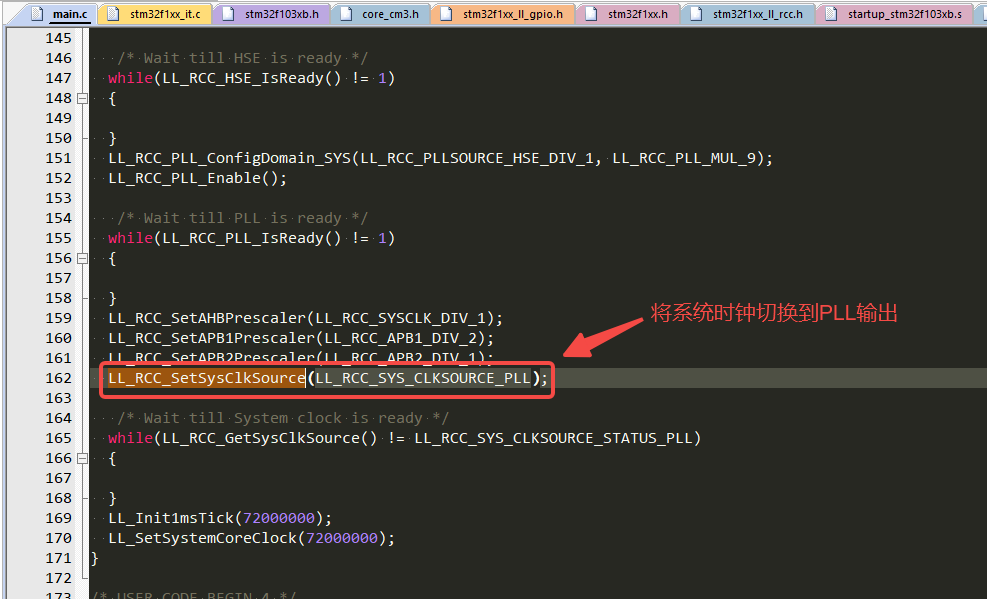 main.c stm32f1xx_it.c stm32f103xb.h core_cm3.h stm32f1xx_ll_gpio.h stm32f1xx.h stm32f1xx_ll_rcc.h startup_stm32f103xb.s
145
146 /* Wait till HSE is ready */
147 while(LL_RCC_HSE_IsReady() != 1)
148 {
149
150 }
151 LL_RCC_PLL_ConfigDomain_SYS(LL_RCC_PLLSOURCE_HSE_DIV_1, LL_RCC_PLL_MUL_9);
152 LL_RCC_PLL_Enable();
153
154 /* Wait till PLL is ready */
155 while(LL_RCC_PLL_IsReady() != 1)
156 {
157
158 }
159 LL_RCC_SetAHBPrescaler(LL_RCC_SYSCLK_DIV_1);
将系统时钟切换到PLL输出
160 LL_RCC_SetAPB1Prescaler(LL_RCC_APB1_DIV_2);
161 LL_RCC_SetAPB2Prescaler(LL_RCC_APB2_DIV_1);
162 LL_RCC_SetSysClkSource(LL_RCC_SYS_CLKSOURCE_PLL);
163
164 /* Wait till System clock is ready */
165 while(LL_RCC_GetSysClkSource() != LL_RCC_SYS_CLKSOURCE_STATUS_PLL)
166 {
167
168 }
169 LL_Init1msTick(72000000);
170 LL_SetSystemCoreClock(72000000);
171 }
172
173 /* USER CODE BEGIN 4 */